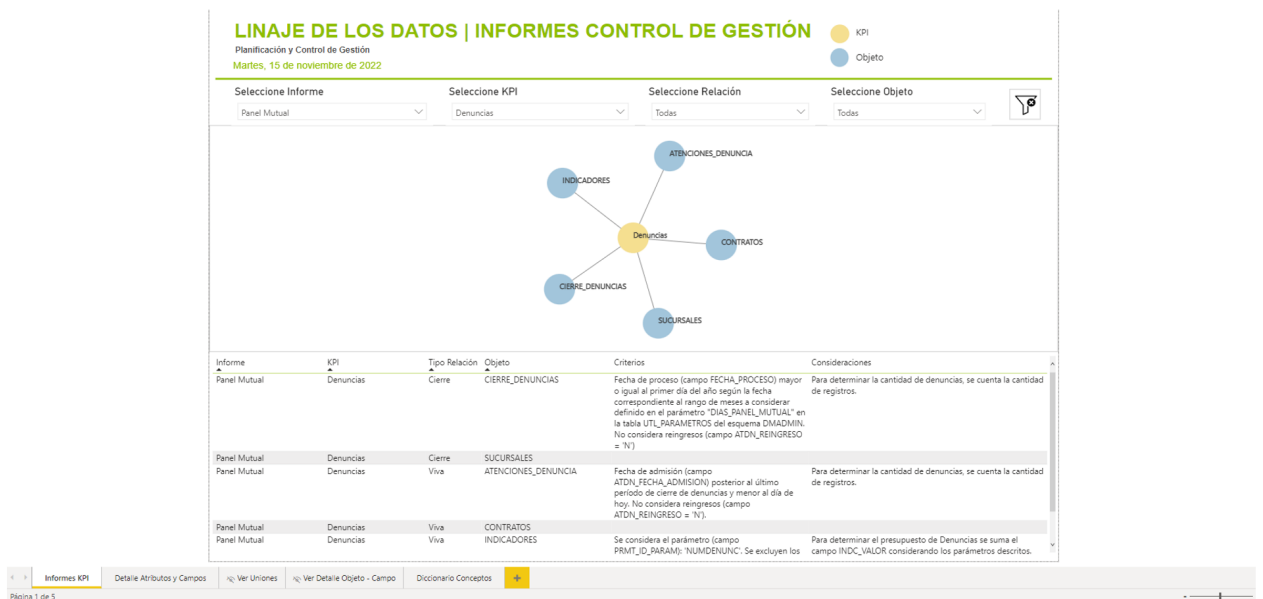 LINAJE DE LOS DATOS | INFORMES CONTROL DE GESTIÓN
Planificación y Control de Gestión
Martes, 15 de noviembre de 2022
KPI
Objeto
Seleccione Informe
Seleccione KPI
Seleccione Relación
Seleccione Objeto
Panel Mutual
Denuncias
Todas
Todas
ATENCIONES_DENUNCIA
INDICADORES
Denuncias
CONTRATOS
CIERRE_DENUNCIAS
SUCURSALES
Informe KPI Tipo Relación Objeto Criterios Consideraciones
Panel Mutual Denuncias Cierre CIERRE_DENUNCIAS Fecha de proceso (campo FECHA_PROCESO) mayor Para determinar la cantidad de denuncias, se cuenta la cantidad
o igual al primer día del año según la fecha de registros.
correspondiente al rango de meses a considerar
definido en el parámetro "DIAS_PANEL_MUTUAL" en
la tabla UTL_PARAMETROS del esquema DMADMIN.
No considera reingresos (campo ATDN_REINGRESO
= 'N')
Panel Mutual Denuncias Cierre SUCURSALES
Panel Mutual Denuncias Viva ATENCIONES_DENUNCIA Fecha de admisión (campo Para determinar la cantidad de denuncias, se cuenta la cantidad
ATDN_FECHA_ADMISION) posterior al último de registros.
período de cierre de denuncias y menor al día de
hoy. No considera reingresos (campo
ATDN_REINGRESO = 'N').
Panel Mutual Denuncias Viva CONTRATOS
Panel Mutual Denuncias Viva INDICADORES Se considera el parámetro (campo Para determinar el presupuesto de Denuncias se suma el
PRMT_ID_PARAM): 'NUMDENUNC'. Se excluyen los campo INDC_VALOR considerando los parámetros descritos.
Informes KPI
Detalle Atributos y Campos
Ver Uniones
Ver Detalle Objeto - Campo
Diccionario Conceptos
+
Página 1 de 5